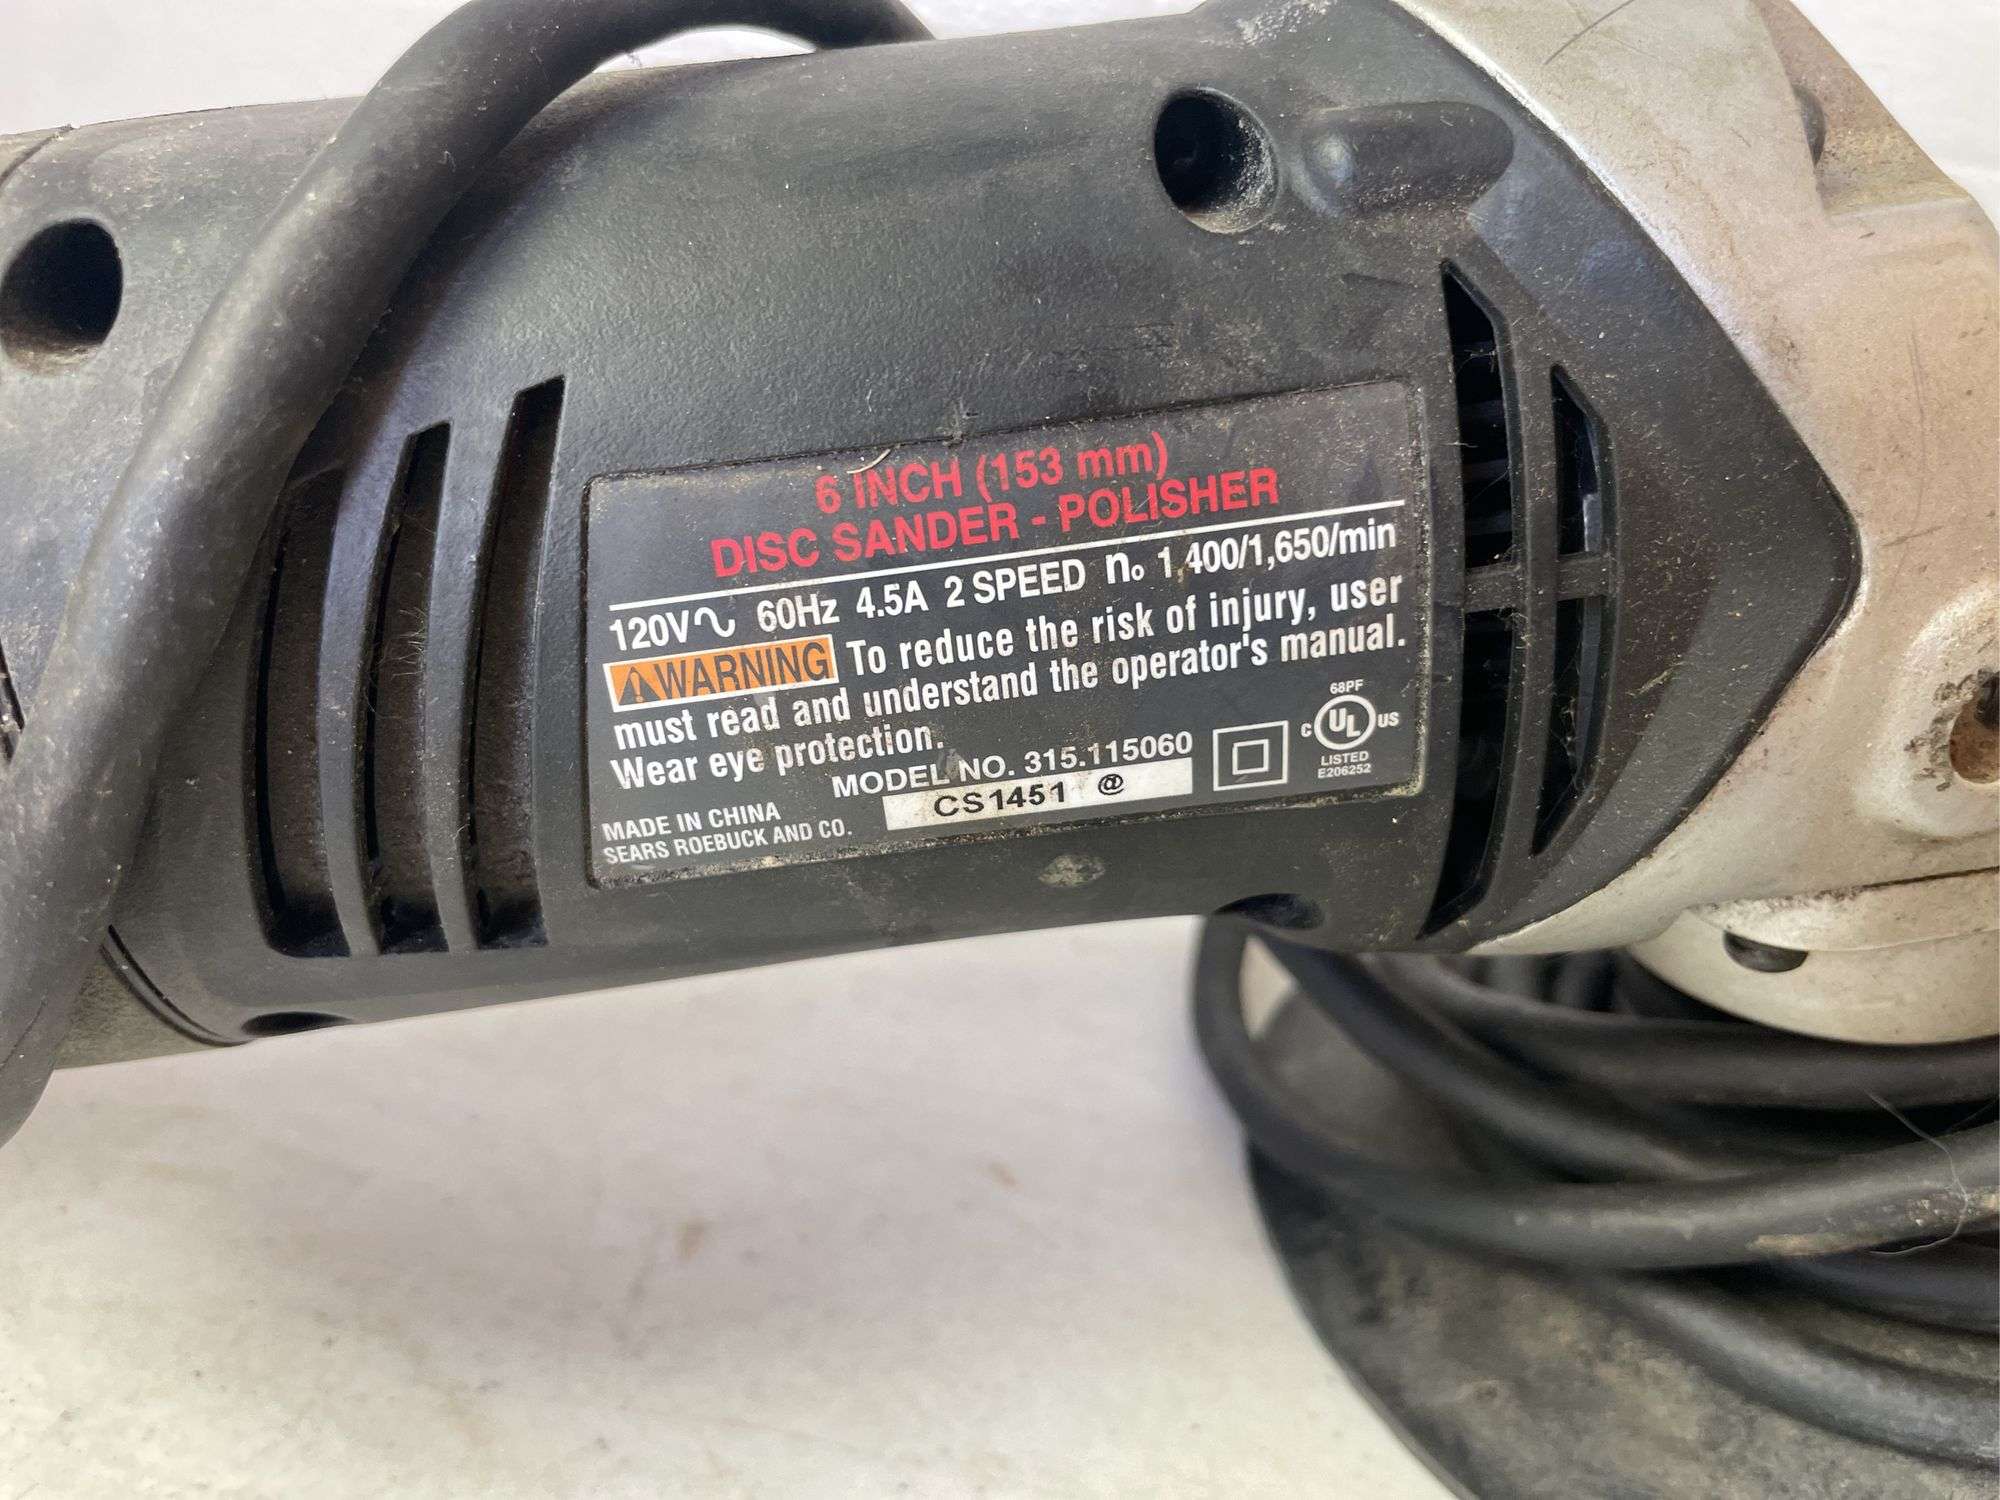 6 INCH (153 mm)
DISC SANDER - POLISHER
120V∿ 60Hz 4.5A 2 SPEED nₒ 1,400/1,650/min
⚠WARNING To reduce the risk of injury, user
must read and understand the operator's manual.
Wear eye protection.
MODEL NO. 315.115060
CS1451 @
MADE IN CHINA
SEARS ROEBUCK AND CO.
68PF
C UL US
LISTED
E206252